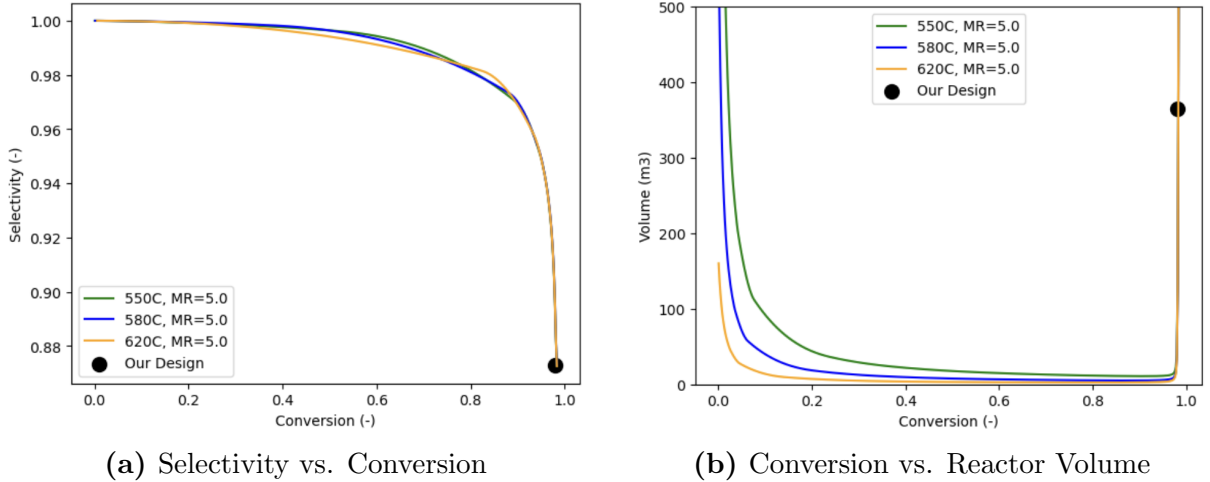 1.00
0.98
0.96
0.94
0.92
0.90
0.88
Selectivity (-)
550C, MR=5.0
580C, MR=5.0
620C, MR=5.0
Our Design
0.0 0.2 0.4 0.6 0.8 1.0
Conversion (-)
(a) Selectivity vs. Conversion
500
400
300
200
100
0
Volume (m3)
550C, MR=5.0
580C, MR=5.0
620C, MR=5.0
Our Design
0.0 0.2 0.4 0.6 0.8 1.0
Conversion (-)
(b) Conversion vs. Reactor Volume